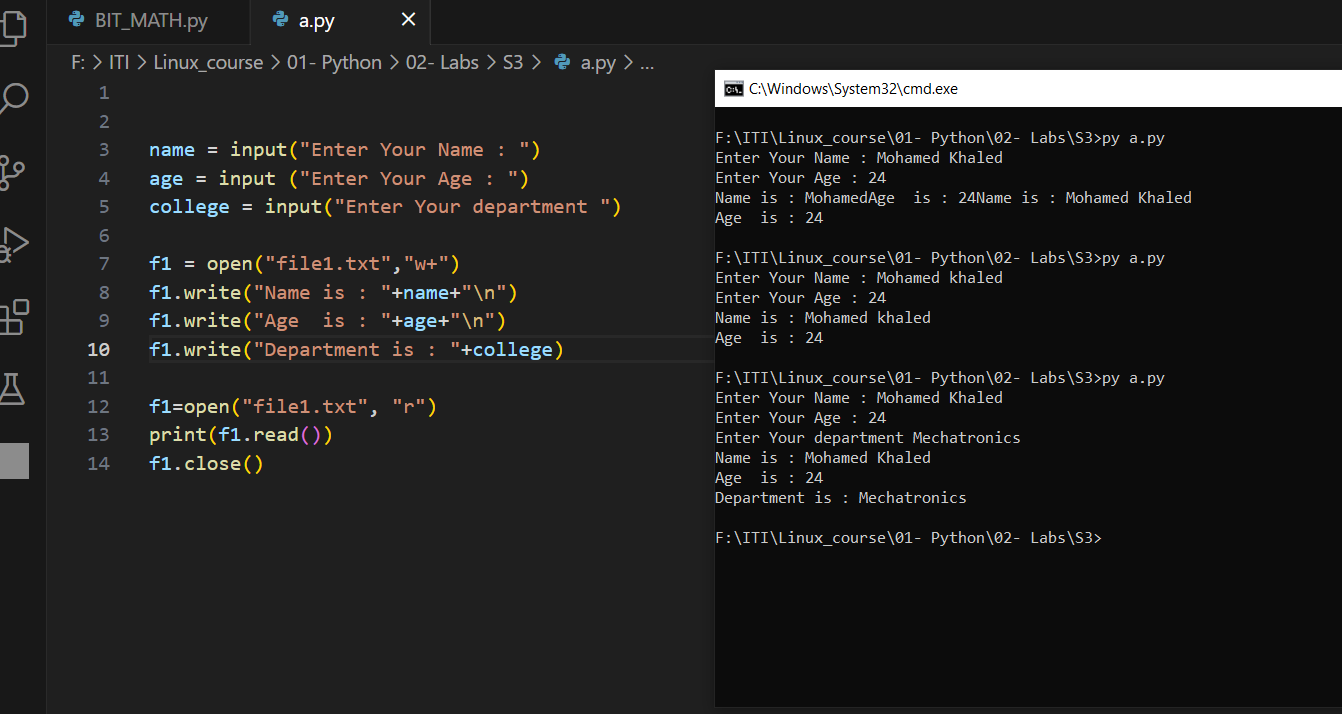 BIT_MATH.py a.py
F: > ITI > Linux_course > 01- Python > 02- Labs > S3 > a.py > ...
1
2
3 name = input("Enter Your Name : ")
4 age = input ("Enter Your Age : ")
5 college = input("Enter Your department ")
6
7 f1 = open("file1.txt","w+")
8 f1.write("Name is : "+name+"\n")
9 f1.write("Age  is : "+age+"\n")
10 f1.write("Department is : "+college)
11
12 f1=open("file1.txt", "r")
13 print(f1.read())
14 f1.close()
C:\Windows\System32\cmd.exe
F:\ITI\Linux_course\01- Python\02- Labs\S3>py a.py
Enter Your Name : Mohamed Khaled
Enter Your Age : 24
Name is : MohamedAge  is : 24Name is : Mohamed Khaled
Age  is : 24
F:\ITI\Linux_course\01- Python\02- Labs\S3>py a.py
Enter Your Name : Mohamed khaled
Enter Your Age : 24
Name is : Mohamed khaled
Age  is : 24
F:\ITI\Linux_course\01- Python\02- Labs\S3>py a.py
Enter Your Name : Mohamed Khaled
Enter Your Age : 24
Enter Your department Mechatronics
Name is : Mohamed Khaled
Age  is : 24
Department is : Mechatronics
F:\ITI\Linux_course\01- Python\02- Labs\S3>